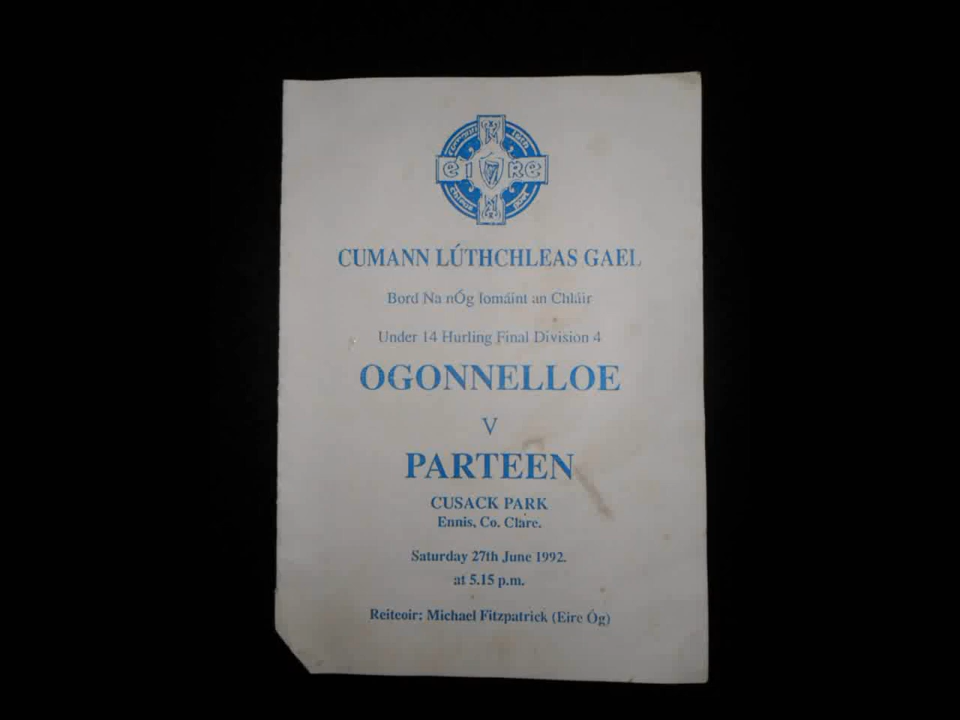 EIRE
CUMANN LÚTHCHLEAS GAEL
Bord Na nÓg Iomáint an Chláir
Under 14 Hurling Final Division 4
OGONNELLOE
V
PARTEEN
CUSACK PARK
Ennis, Co. Clare.
Saturday 27th June 1992.
at 5.15 p.m.
Reiteoir: Michael Fitzpatrick (Eire Óg)